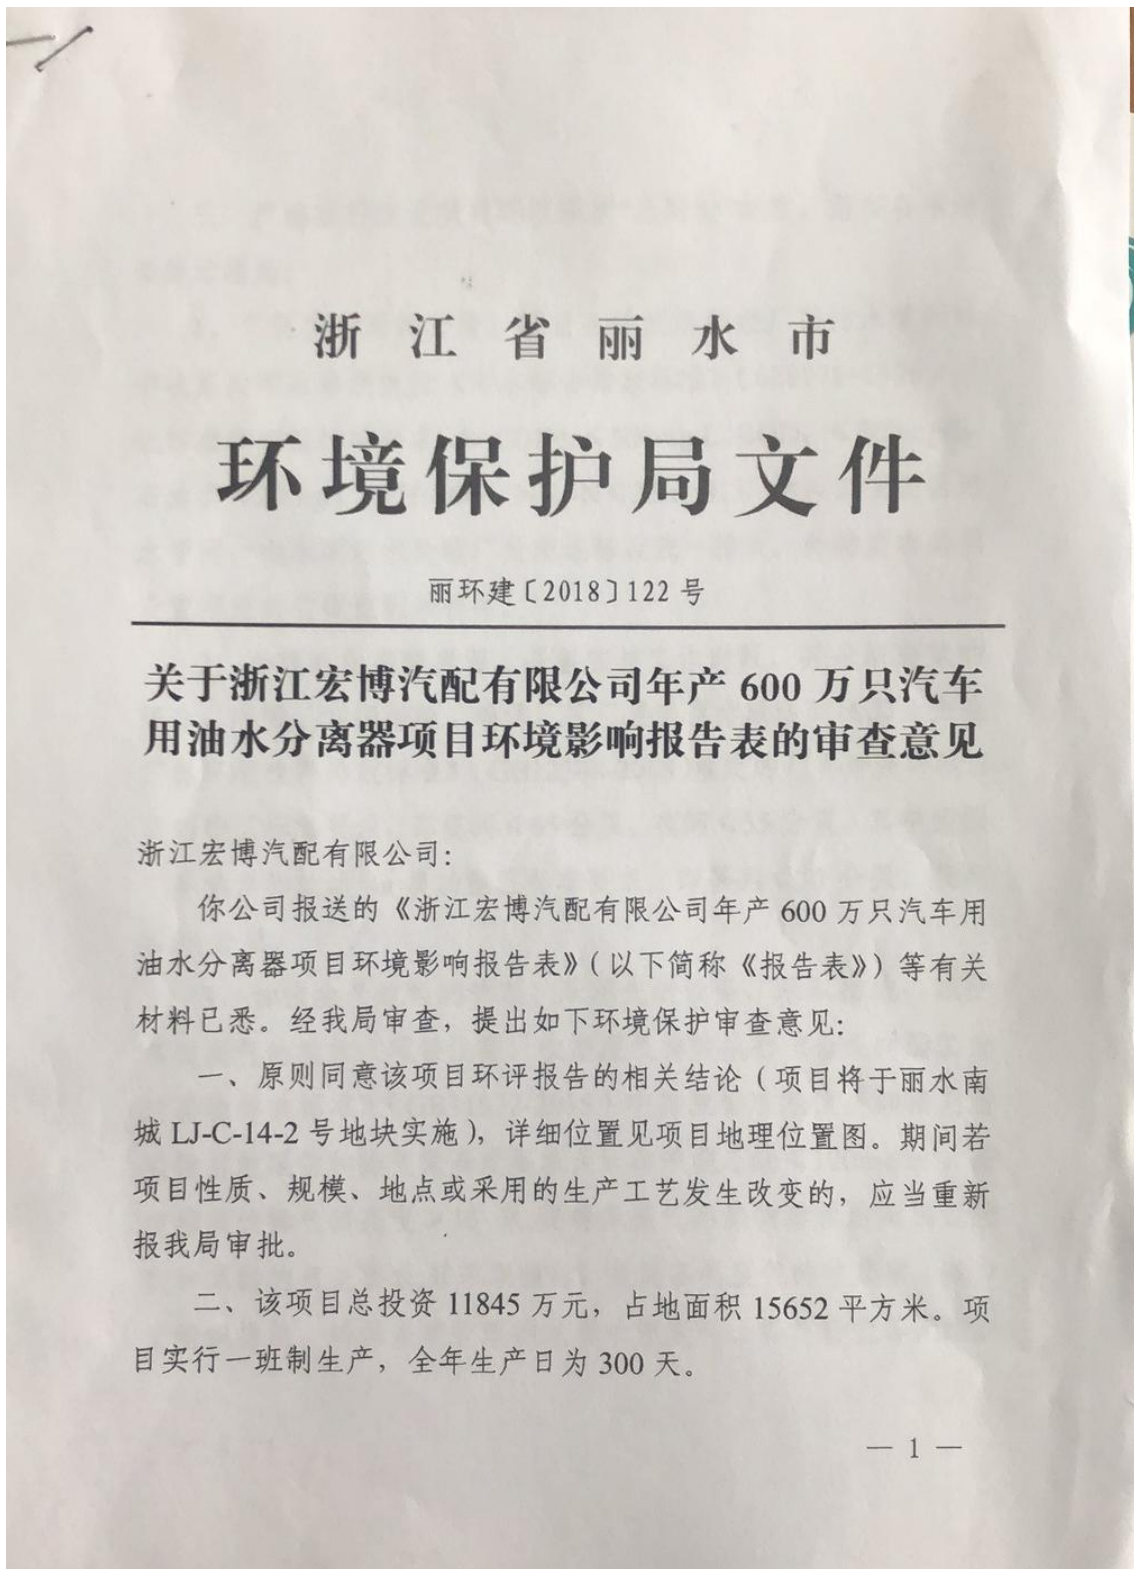 浙江省丽水市
环境保护局文件
丽环建〔2018〕122号
关于浙江宏博汽配有限公司年产600万只汽车
用油水分离器项目环境影响报告表的审查意见
浙江宏博汽配有限公司：
你公司报送的《浙江宏博汽配有限公司年产600万只汽车用
油水分离器项目环境影响报告表》（以下简称《报告表》）等有关
材料已悉。经我局审查，提出如下环境保护审查意见：
一、原则同意该项目环评报告的相关结论（项目将于丽水南
城LJ-C-14-2号地块实施），详细位置见项目地理位置图。期间若
项目性质、规模、地点或采用的生产工艺发生改变的，应当重新
报我局审批。
二、该项目总投资11845万元，占地面积15652平方米。项
目实行一班制生产，全年生产日为300天。
— 1 —